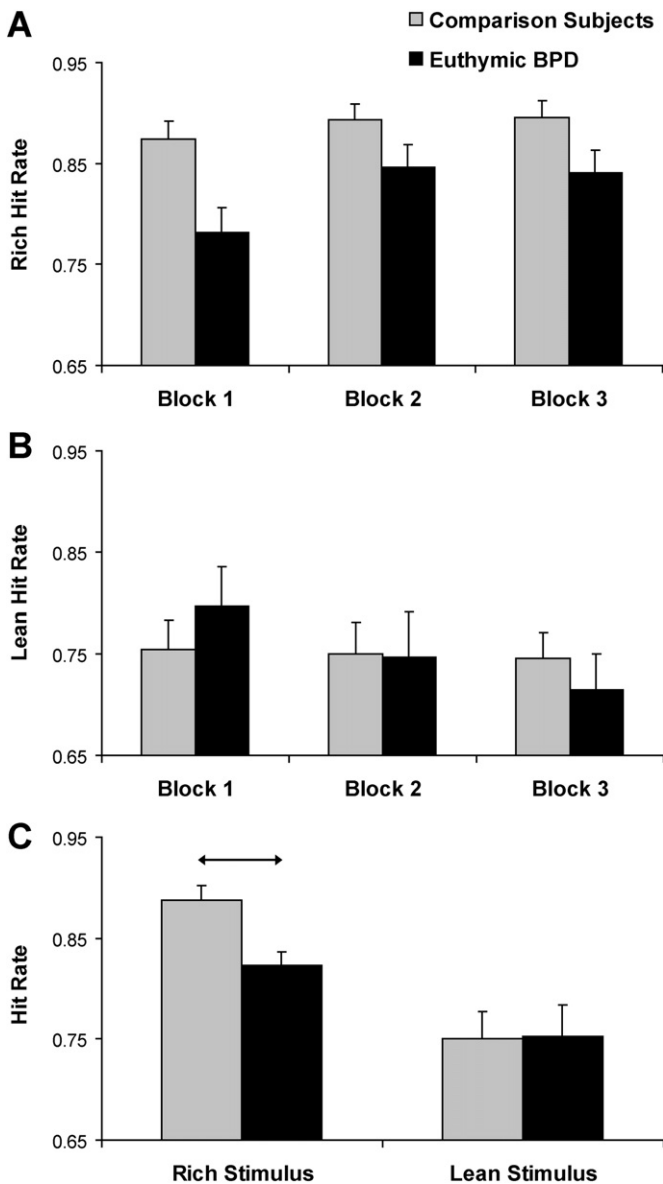 A
Comparison Subjects
Euthymic BPD
Rich Hit Rate
0.95
0.85
0.75
0.65
Block 1 Block 2 Block 3
B
Lean Hit Rate
0.95
0.85
0.75
0.65
Block 1 Block 2 Block 3
C
Hit Rate
0.95
0.85
0.75
0.65
Rich Stimulus Lean Stimulus